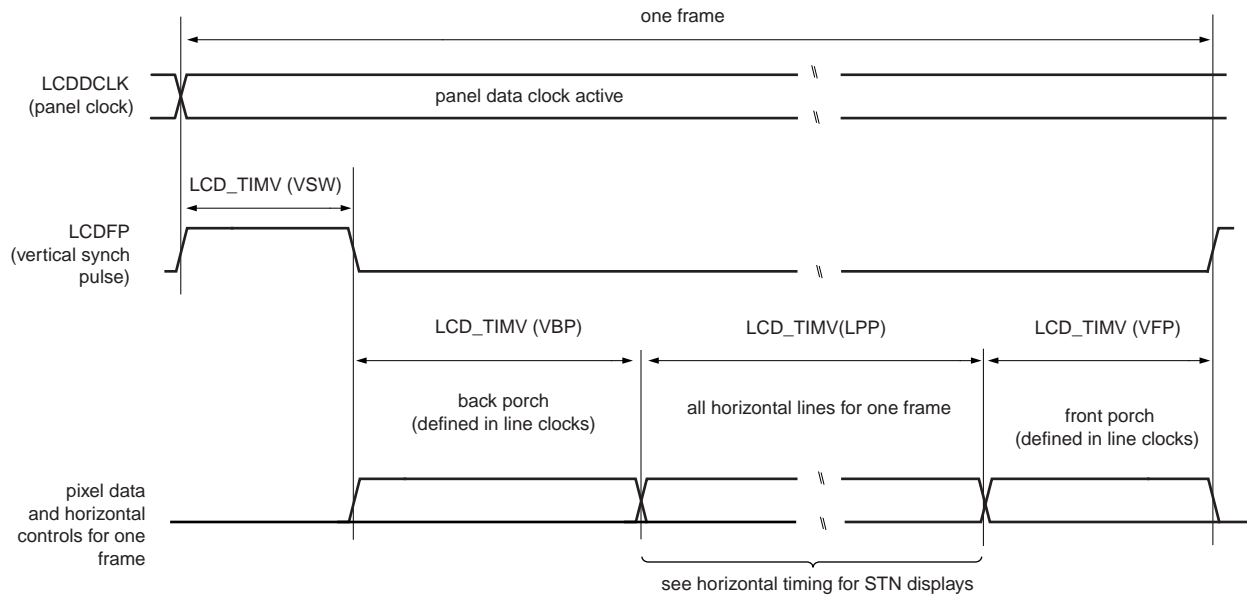 one frame
LCDDCLK
(panel clock)
panel data clock active
LCD_TIMV (VSW)
LCDFP
(vertical synch
pulse)
LCD_TIMV (VBP)
LCD_TIMV(LPP)
LCD_TIMV (VFP)
back porch
(defined in line clocks)
all horizontal lines for one frame
front porch
(defined in line clocks)
pixel data
and horizontal
controls for one
frame
see horizontal timing for STN displays